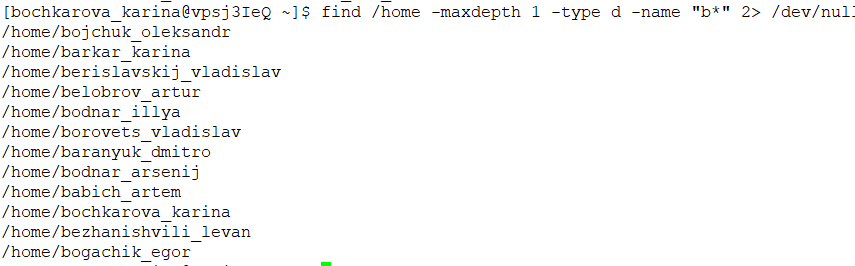 [bochkarova_karina@vpsj3IeQ ~]$ find /home -maxdepth 1 -type d -name "b*" 2> /dev/null
/home/bojchuk_oleksandr
/home/barkar_karina
/home/berislavskij_vladislav
/home/belobrov_artur
/home/bodnar_illya
/home/borovets_vladislav
/home/baranyuk_dmitro
/home/bodnar_arsenij
/home/babich_artem
/home/bochkarova_karina
/home/bezhanishvili_levan
/home/bogachik_egor